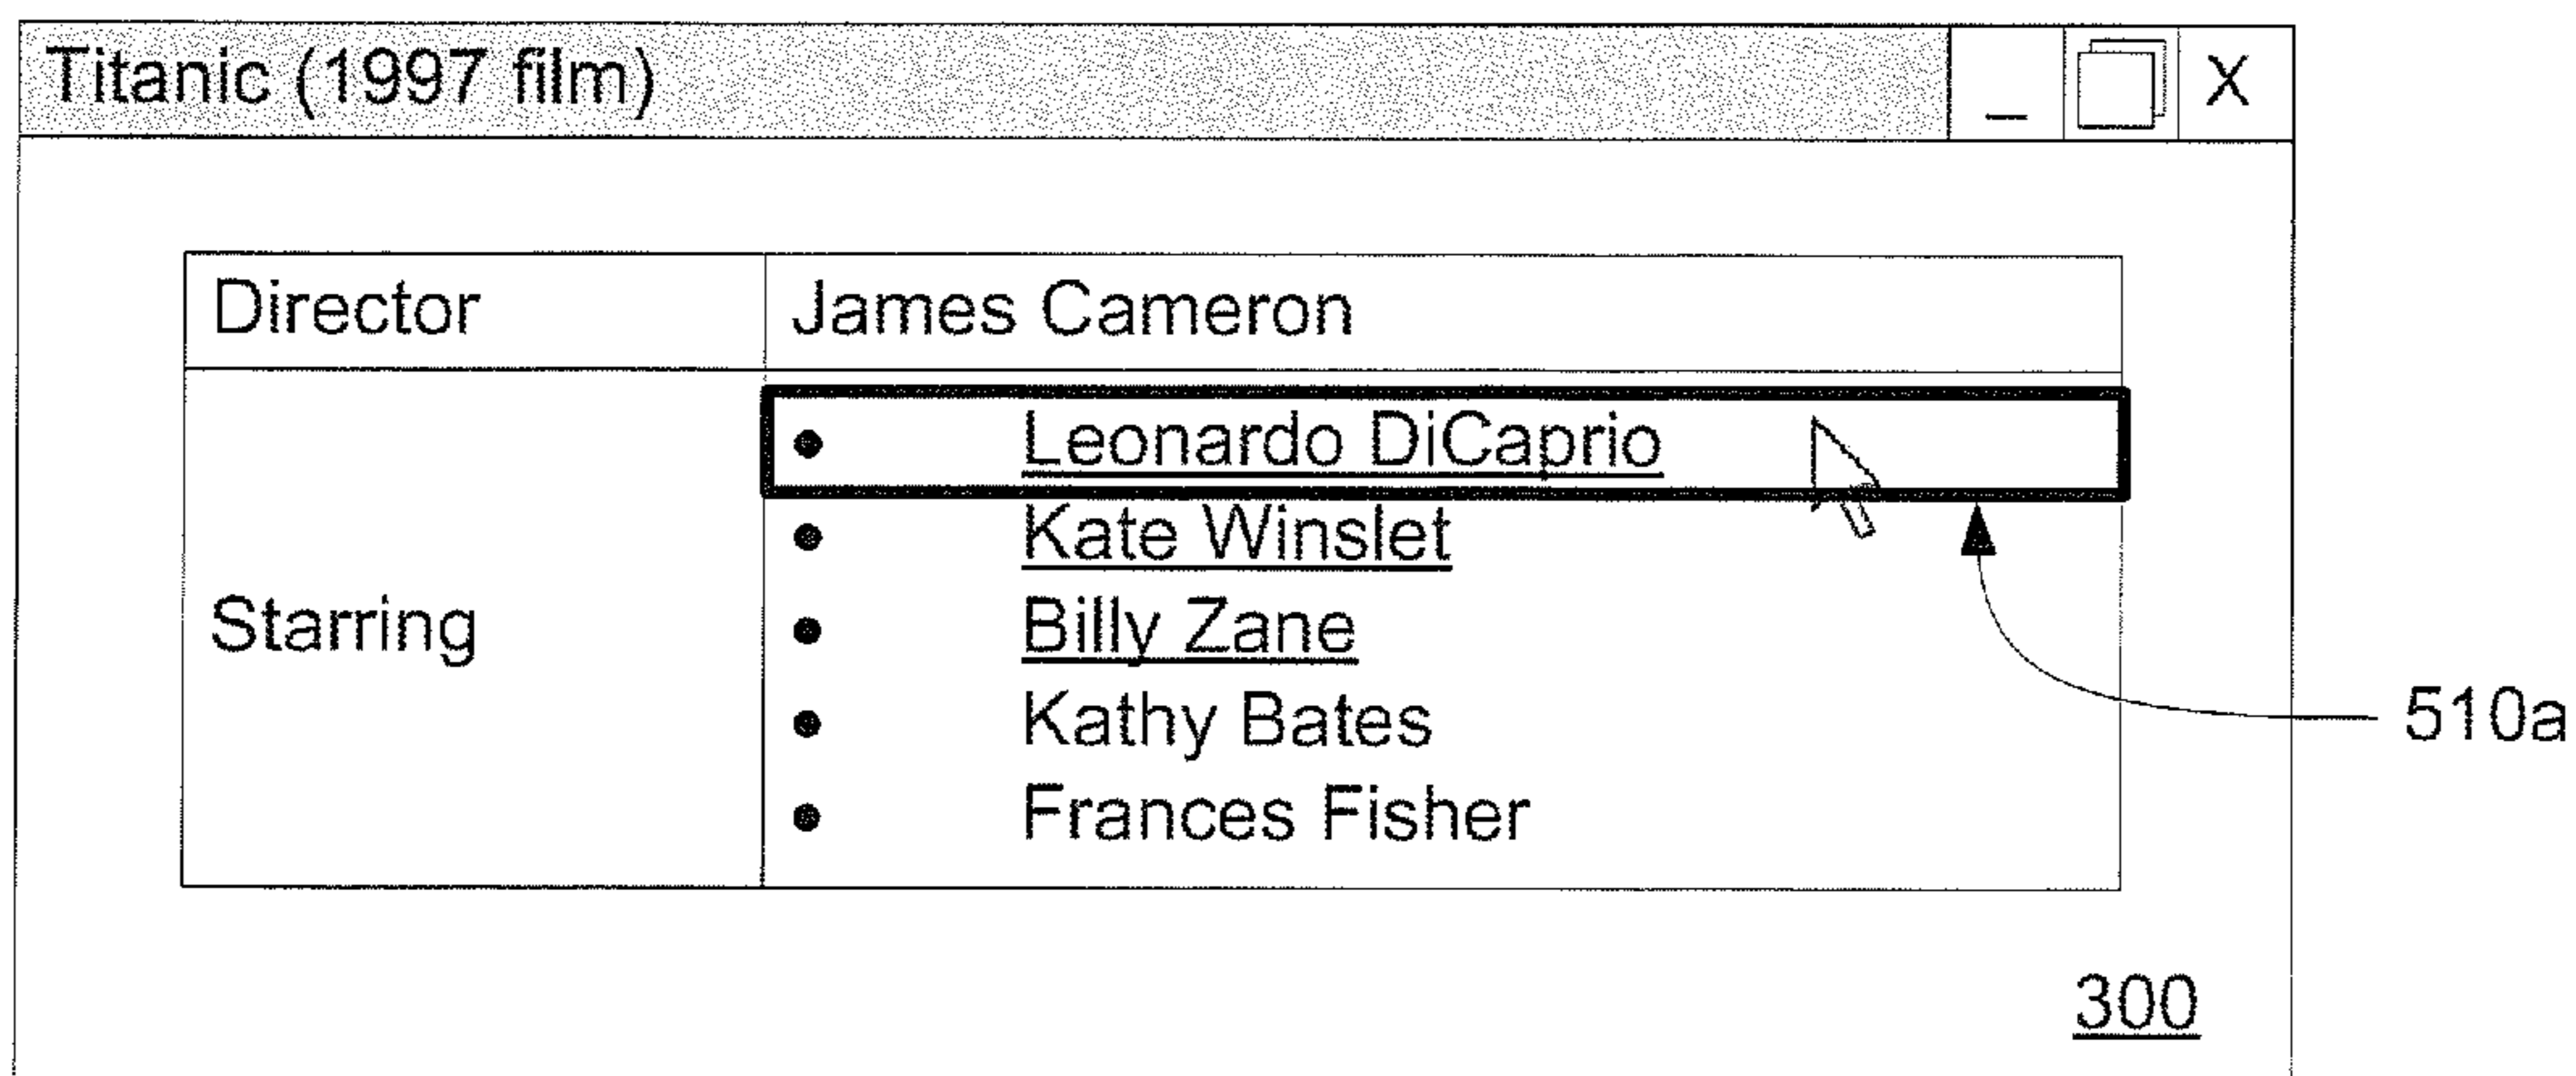 Titanic (1997 film) _ X
Director James Cameron
• Leonardo DiCaprio
• Kate Winslet
Starring • Billy Zane
• Kathy Bates
510a
• Frances Fisher
300